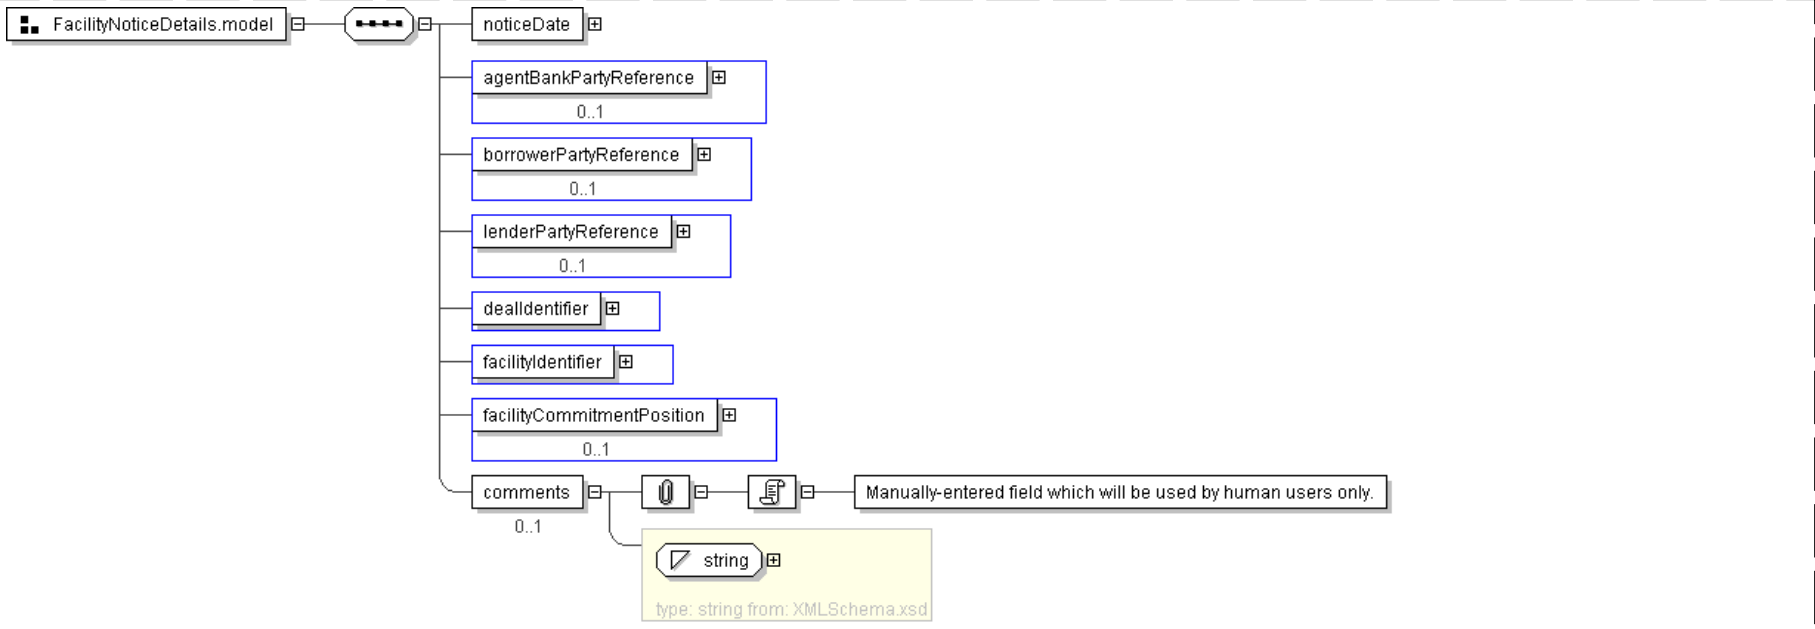 FacilityNoticeDetails.model
noticeDate
agentBankPartyReference
0..1
borrowerPartyReference
0..1
lenderPartyReference
0..1
dealIdentifier
facilityIdentifier
facilityCommitmentPosition
0..1
comments
0..1
Manually-entered field which will be used by human users only.
string
type: string from: XMLSchema.xsd